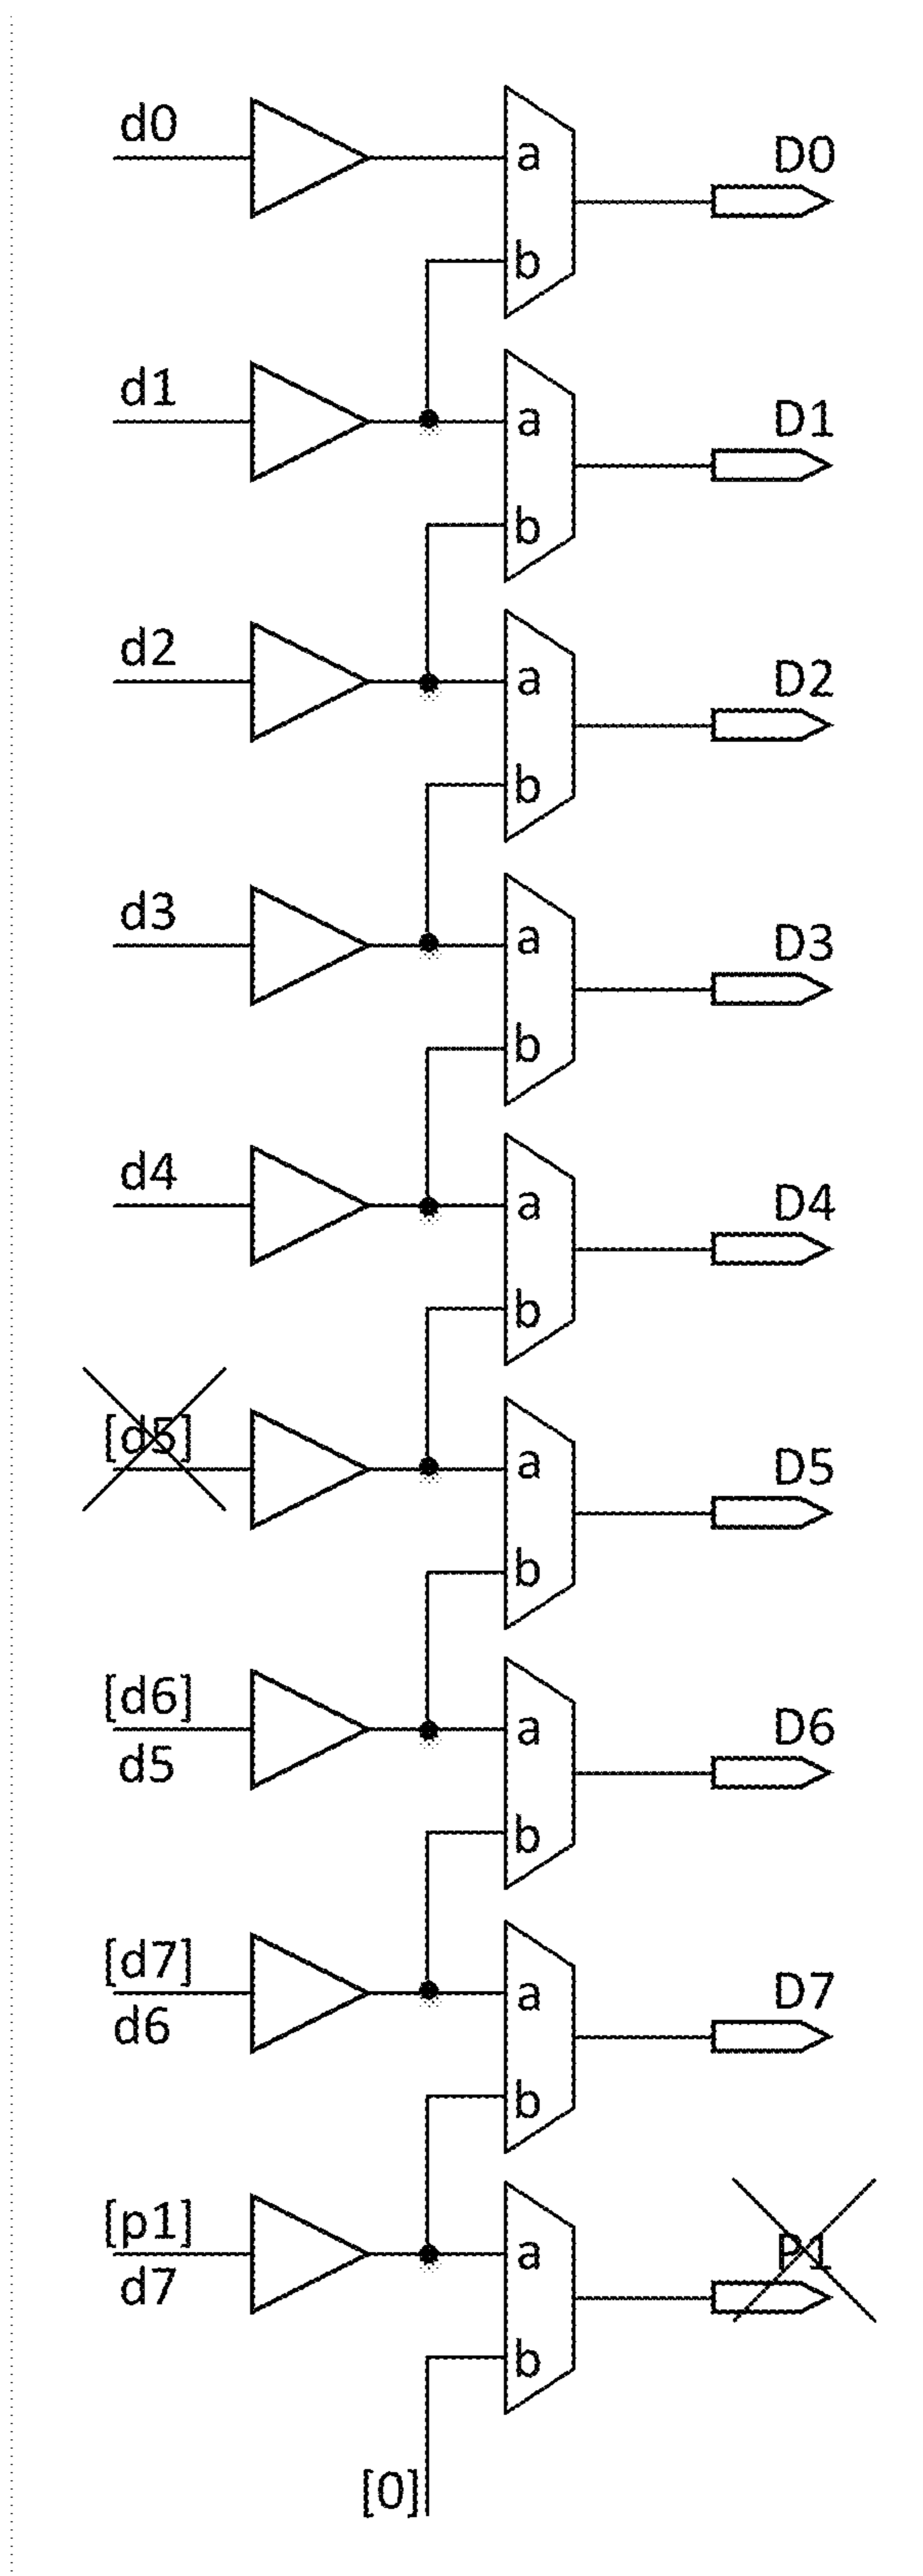 d0
a
D0
b
d1
a
D1
b
d2
a
D2
b
d3
a
D3
b
d4
a
D4
b
[d5]
a
D5
b
[d6]
a
D6
d5
b
[d7]
a
D7
d6
b
[p1]
a
P1
d7
b
[0]